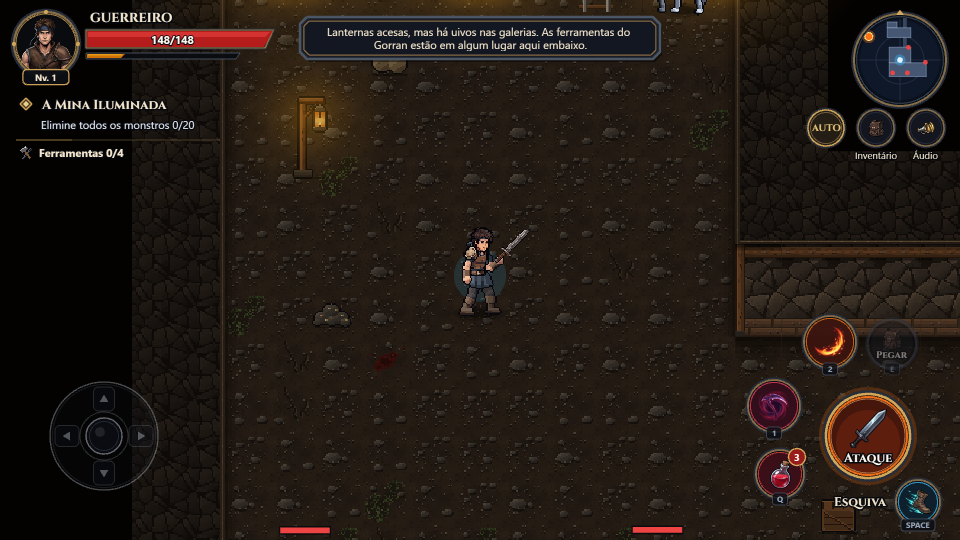 GUERREIRO
148/148
Nv. 1
Lanternas acesas, mas há uivos nas galerias. As ferramentas do
Gorran estão em algum lugar aqui embaixo.
A MINA ILUMINADA
Elimine todos os monstros 0/20
Ferramentas 0/4
AUTO
Inventário
Áudio
2
PEGAR
E
1
ATAQUE
3
Q
ESQUIVA
SPACE